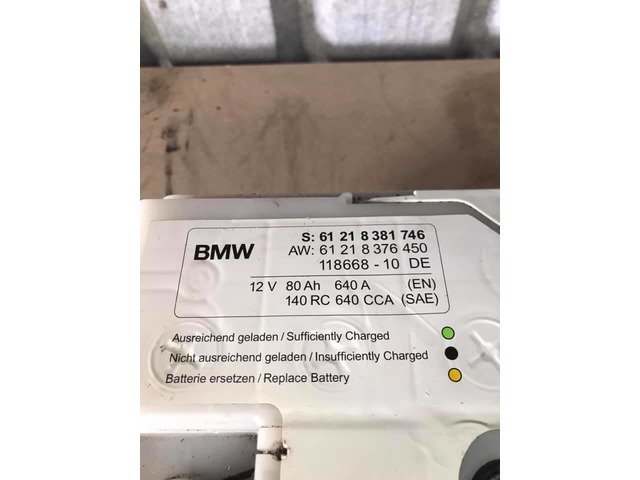 S: 61 21 8 381 746
BMW AW: 61 21 8 376 450
118668 - 10 DE
12 V 80 Ah 640 A (EN)
140 RC 640 CCA (SAE)
Ausreichend geladen / Sufficiently Charged
Nicht ausreichend geladen / Insufficiently Charged
Batterie ersetzen / Replace Battery